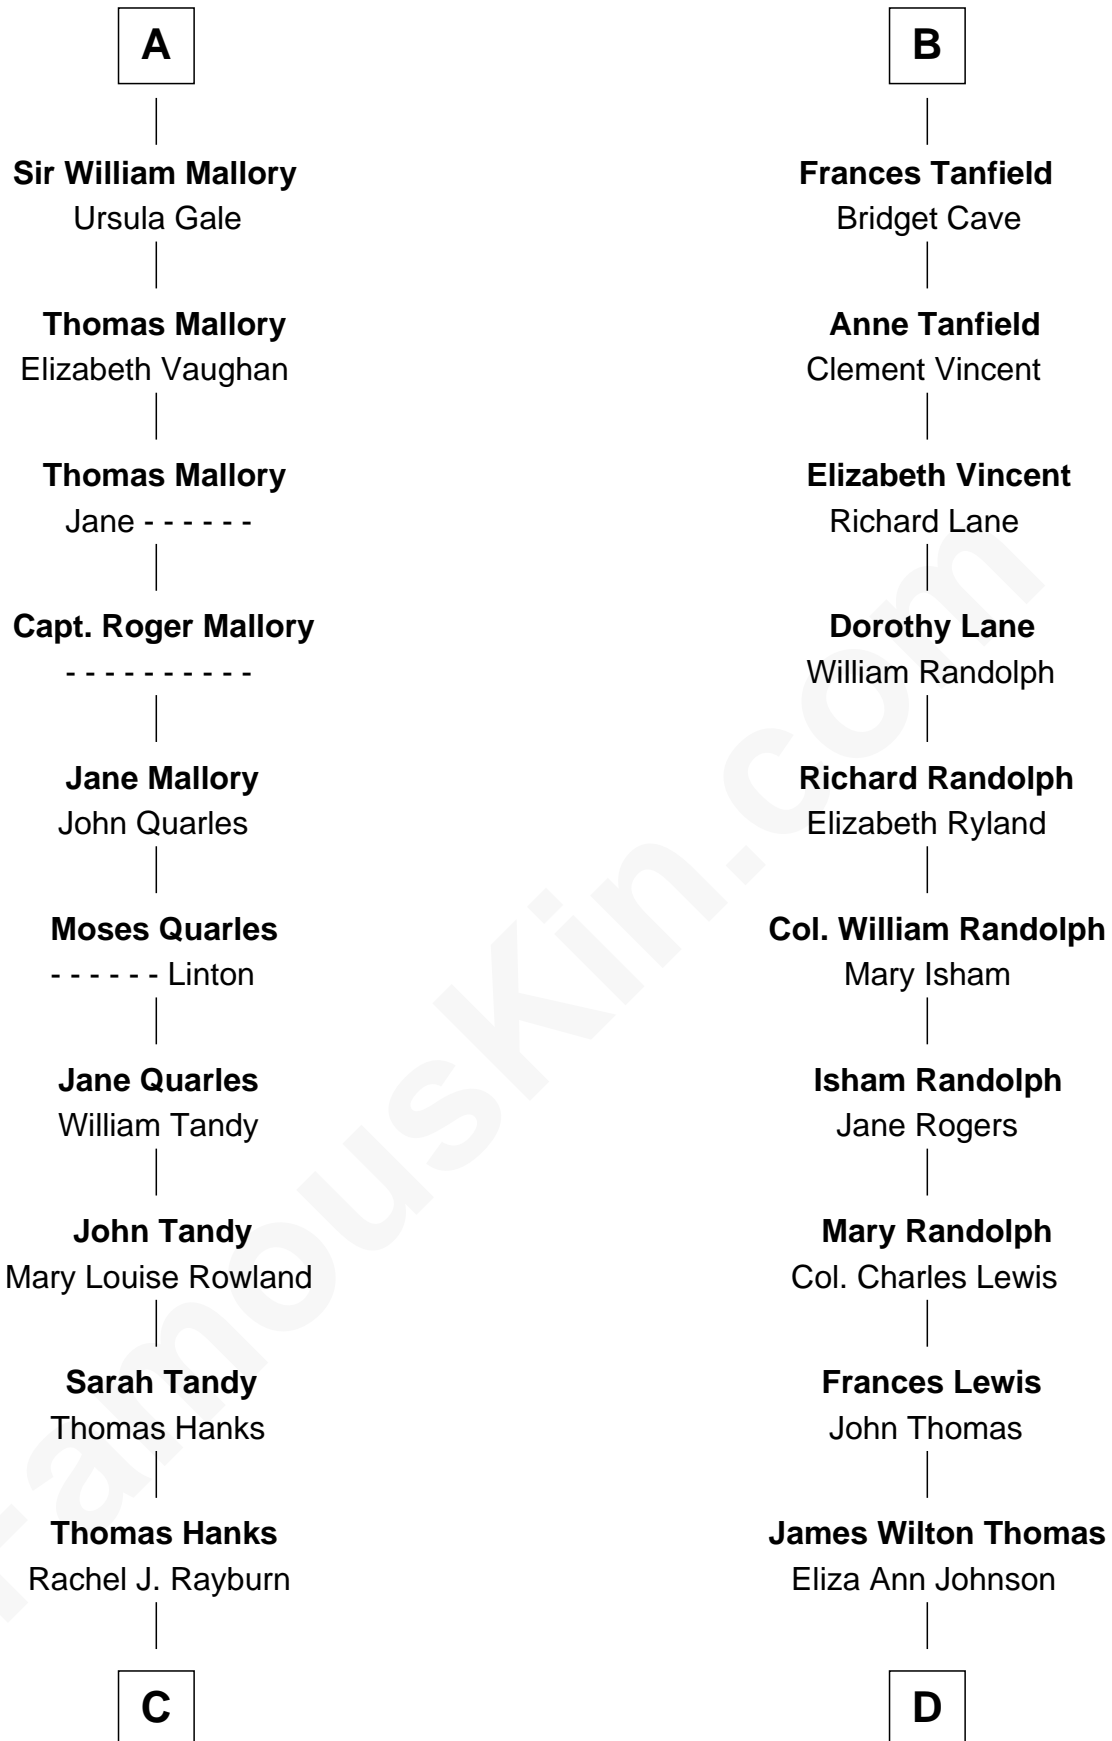 A
Sir William Mallory
Ursula Gale
Thomas Mallory
Elizabeth Vaughan
Thomas Mallory
Jane - - - - - -
Capt. Roger Mallory
- - - - - - - - - -
Jane Mallory
John Quarles
Moses Quarles
- - - - - - Linton
Jane Quarles
William Tandy
John Tandy
Mary Louise Rowland
Sarah Tandy
Thomas Hanks
Thomas Hanks
Rachel J. Rayburn
C
B
Frances Tanfield
Bridget Cave
Anne Tanfield
Clement Vincent
Elizabeth Vincent
Richard Lane
Dorothy Lane
William Randolph
Richard Randolph
Elizabeth Ryland
Col. William Randolph
Mary Isham
Isham Randolph
Jane Rogers
Mary Randolph
Col. Charles Lewis
Frances Lewis
John Thomas
James Wilton Thomas
Eliza Ann Johnson
D
FamousKin.com